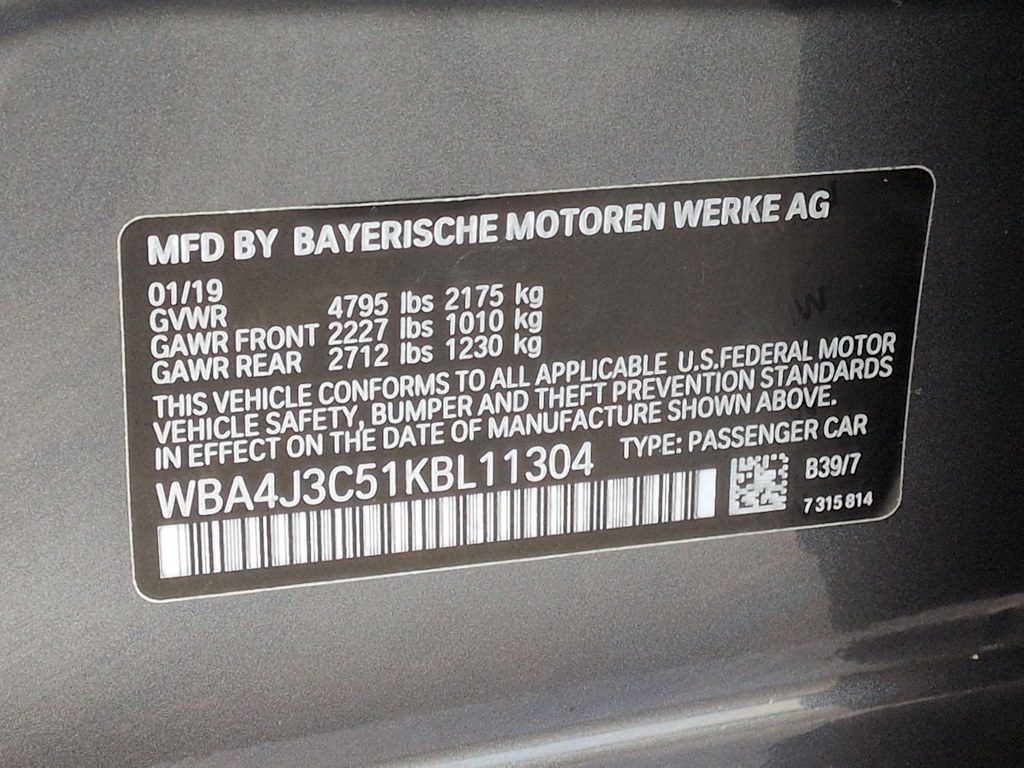 MFD BY BAYERISCHE MOTOREN WERKE AG
01/19
GVWR 4795 lbs 2175 kg
GAWR FRONT 2227 lbs 1010 kg
GAWR REAR 2712 lbs 1230 kg
THIS VEHICLE CONFORMS TO ALL APPLICABLE U.S.FEDERAL MOTOR
VEHICLE SAFETY, BUMPER AND THEFT PREVENTION STANDARDS
IN EFFECT ON THE DATE OF MANUFACTURE SHOWN ABOVE.
WBA4J3C51KBL11304 TYPE: PASSENGER CAR
B39/7
7 315 814